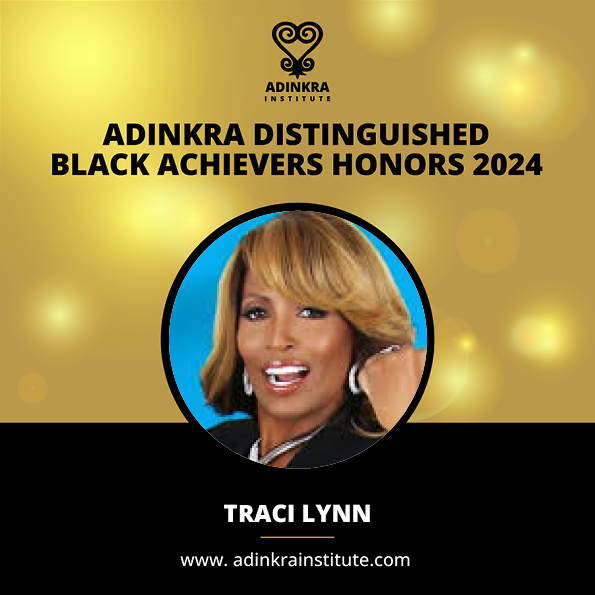 ADINKRA
INSTITUTE
ADINKRA DISTINGUISHED
BLACK ACHIEVERS HONORS 2024
TRACI LYNN
www. adinkrainstitute.com